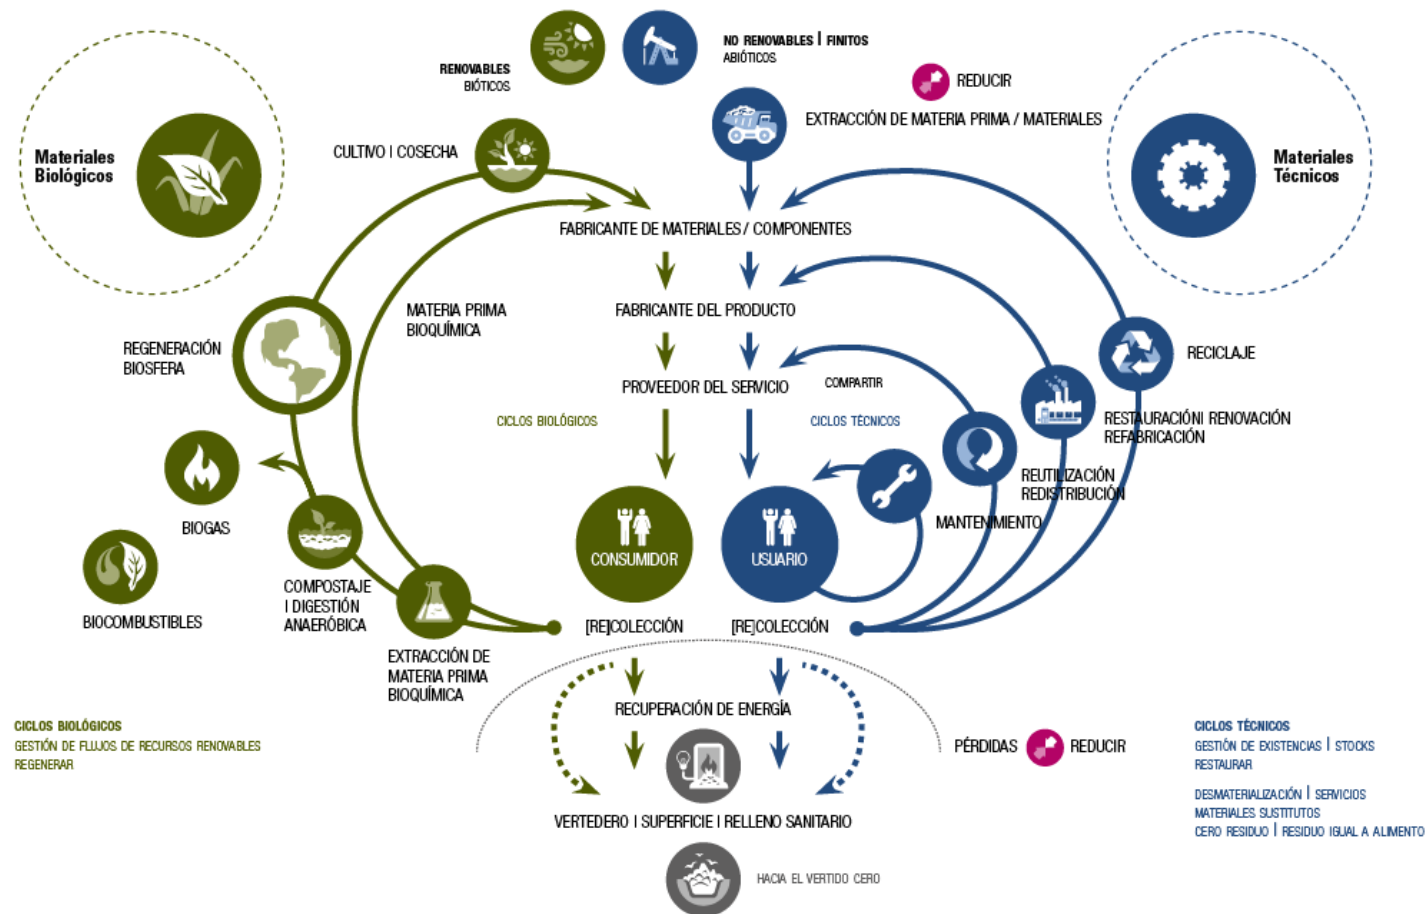 NO RENOVABLES | FINITOS
ABIÓTICOS
RENOVABLES
BIÓTICOS
REDUCIR
EXTRACCIÓN DE MATERIA PRIMA / MATERIALES
CULTIVO | COSECHA
Materiales
Biológicos
Materiales
Técnicos
FABRICANTE DE MATERIALES / COMPONENTES
MATERIA PRIMA
BIOQUÍMICA
FABRICANTE DEL PRODUCTO
REGENERACIÓN
BIOSFERA
RECICLAJE
PROVEEDOR DEL SERVICIO
COMPARTIR
CICLOS BIOLÓGICOS
CICLOS TÉCNICOS
RESTAURACIÓN| RENOVACIÓN
REFABRICACIÓN
REUTILIZACIÓN
REDISTRIBUCIÓN
MANTENIMIENTO
BIOGAS
CONSUMIDOR
USUARIO
COMPOSTAJE
| DIGESTIÓN
ANAERÓBICA
BIOCOMBUSTIBLES
[RE]COLECCIÓN
[RE]COLECCIÓN
EXTRACCIÓN DE
MATERIA PRIMA
BIOQUÍMICA
RECUPERACIÓN DE ENERGÍA
CICLOS BIOLÓGICOS
GESTIÓN DE FLUJOS DE RECURSOS RENOVABLES
REGENERAR
PÉRDIDAS
REDUCIR
CICLOS TÉCNICOS
GESTIÓN DE EXISTENCIAS | STOCKS
RESTAURAR
DESMATERIALIZACIÓN | SERVICIOS
MATERIALES SUSTITUTOS
CERO RESIDUO | RESIDUO IGUAL A ALIMENTO
VERTEDERO | SUPERFICIE | RELLENO SANITARIO
HACIA EL VERTIDO CERO